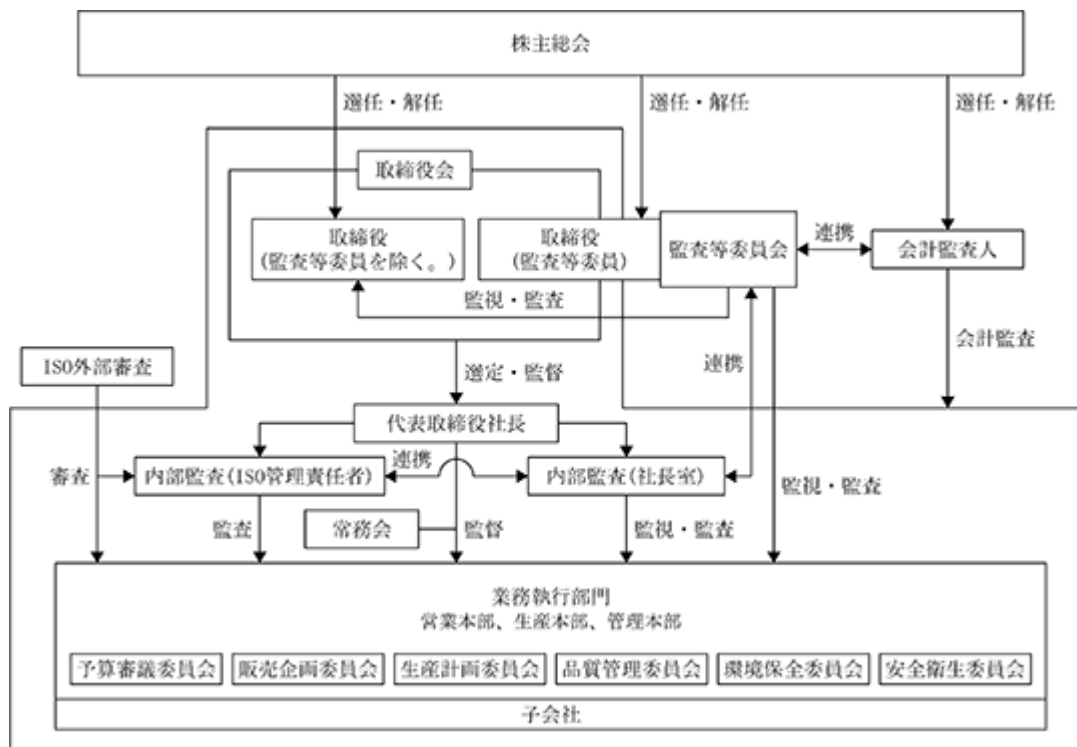 株主総会
選任・解任
選任・解任
選任・解任
取締役会
取締役
(監査等委員を除く。)
取締役
(監査等委員)
監査等委員会
連携
会計監査人
監視・監査
ISO外部審査
選定・監督
連携
会計監査
代表取締役社長
審査
内部監査(ISO管理責任者)
連携
内部監査(社長室)
監視・監査
監査
常務会
監督
監視・監査
業務執行部門
営業本部、生産本部、管理本部
予算審議委員会
販売企画委員会
生産計画委員会
品質管理委員会
環境保全委員会
安全衛生委員会
子会社